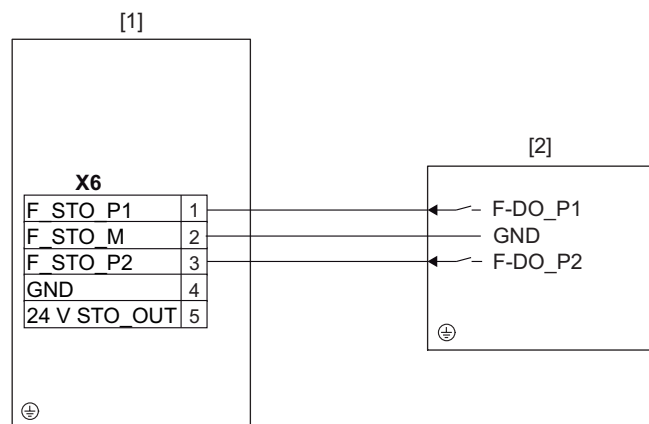 [1]
[2]
X6
F_STO_P1 1
F_STO_M 2
F_STO_P2 3
GND 4
24 V STO_OUT 5
F-DO_P1
GND
F-DO_P2